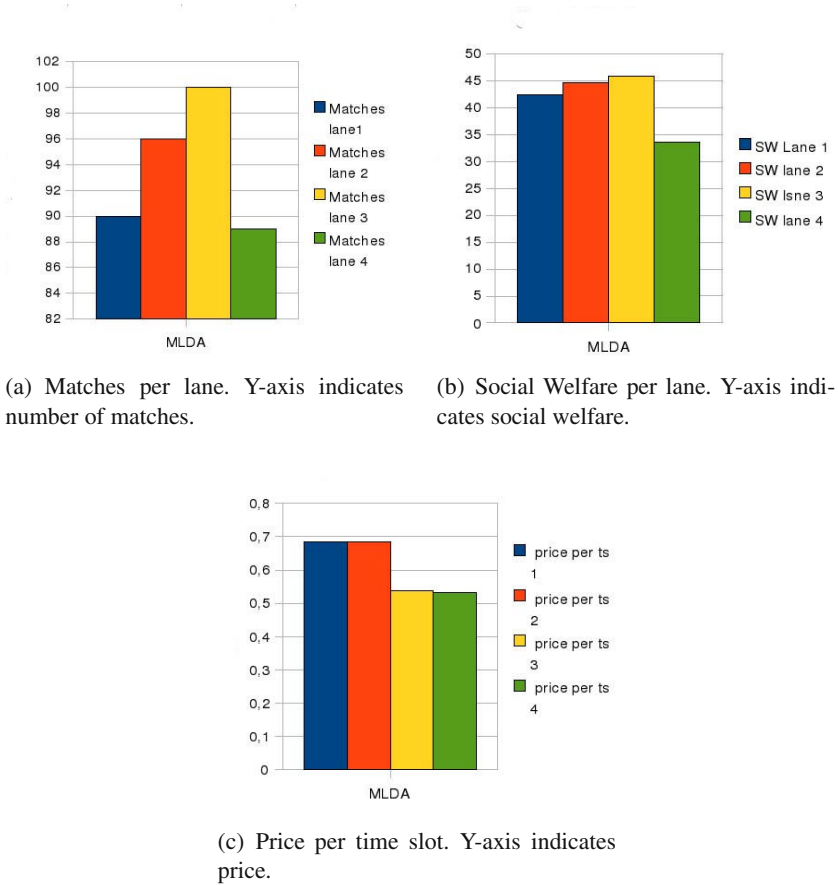 102
100
98
96
94
92
90
88
86
84
82
MLDA
Matches
lane1
Matches
lane 2
Matches
lane 3
Matches
lane 4
(a) Matches per lane. Y-axis indicates
number of matches.
50
45
40
35
30
25
20
15
10
5
0
MLDA
SW Lane 1
SW lane 2
SW lsne 3
SW lane 4
(b) Social Welfare per lane. Y-axis indi-
cates social welfare.
0,8
0,7
0,6
0,5
0,4
0,3
0,2
0,1
0
MLDA
price per ts
1
price per ts
2
price per ts
3
price per ts
4
(c) Price per time slot. Y-axis indicates
price.